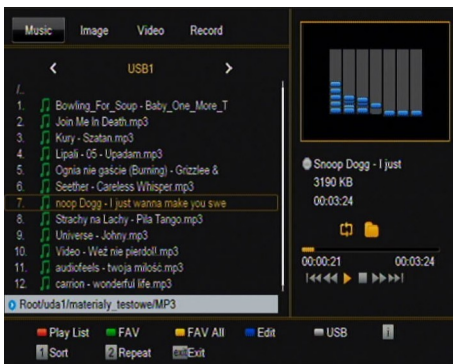 Music Image Video Record
USB1
/..
1. Bowling_For_Soup - Baby_One_More_T
2. Join Me In Death.mp3
3. Kury - Szatan.mp3
4. Lipali - 05 - Upadam.mp3
5. Ognia nie gaście (Burning) - Grizzlee &
6. Seether - Careless Whisper.mp3
7. noop Dogg - I just wanna make you swe
8. Strachy na Lachy - Pila Tango.mp3
9. Universe - Johny.mp3
10. Video - Weż nie pierdol!.mp3
11. audiofeels - twoja miłość.mp3
12. carrion - wonderful life.mp3
Root/uda1/materialy_testowe/MP3
Snoop Dogg - I just
3190 KB
00:03:24
00:00:21 00:03:24
Play List FAV FAV All Edit USB i
1 Sort 2 Repeat exit Exit